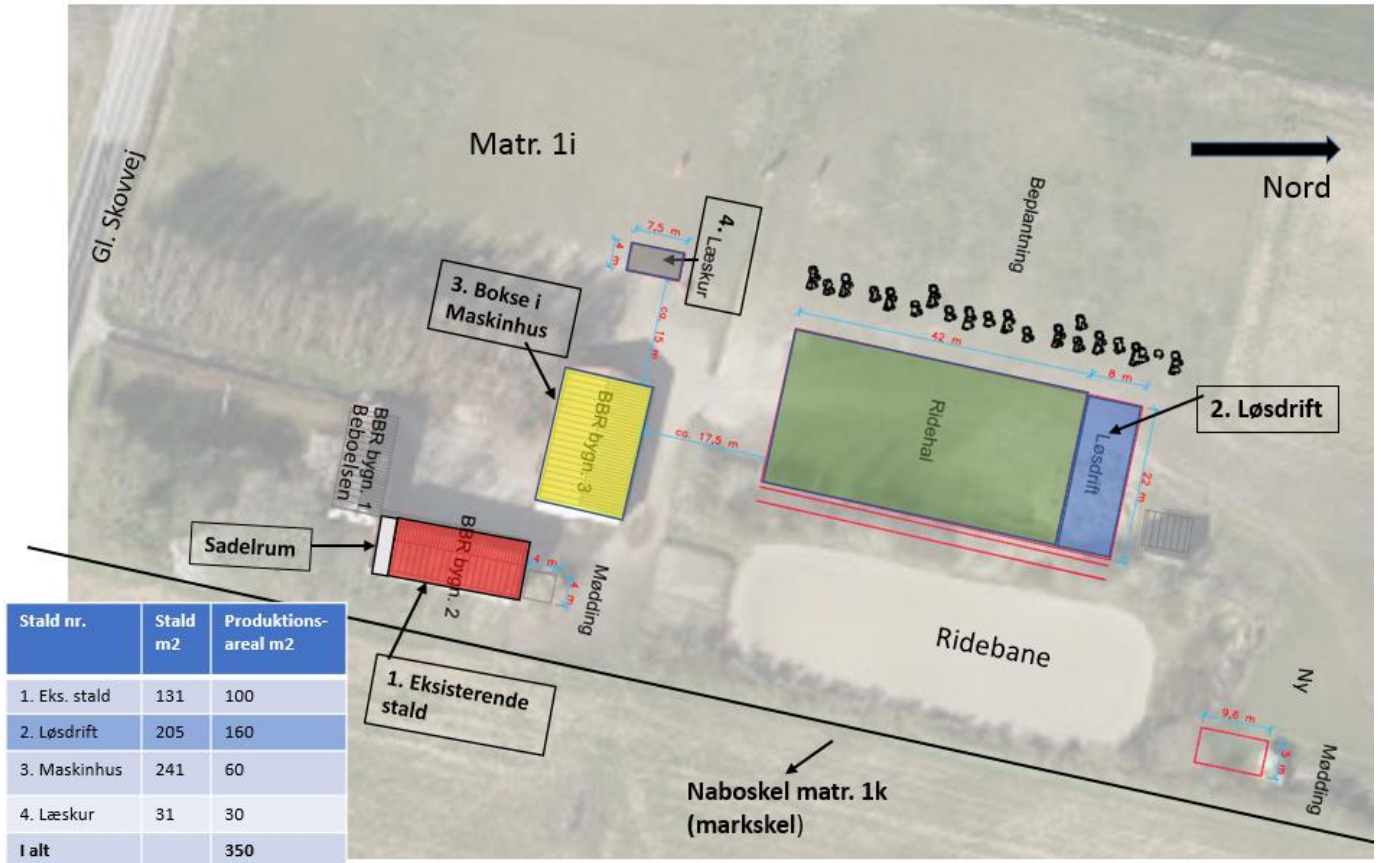 Matr. 1i
Nord
Gl. Skovvej
Beplantning
7,5 m
4 m
4. Læskur
3. Bokse i
Maskinhus
ca. 15 m
42 m
8 m
2. Løsdrift
BBR bygn. 3
ca. 17,5 m
Ridehal
Løsdrift
22 m
BBR bygn. 1
Beboelsen
Sadelrum
BBR bygn. 2
4 m
4 m
Mødding
Ridebane
1. Eksisterende
stald
Ny
Mødding
9,6 m
5 m
Naboskel matr. 1k
(markskel)
Stald nr. Stald m2 Produktions-
areal m2
1. Eks. stald 131 100
2. Løsdrift 205 160
3. Maskinhus 241 60
4. Læskur 31 30
I alt 350